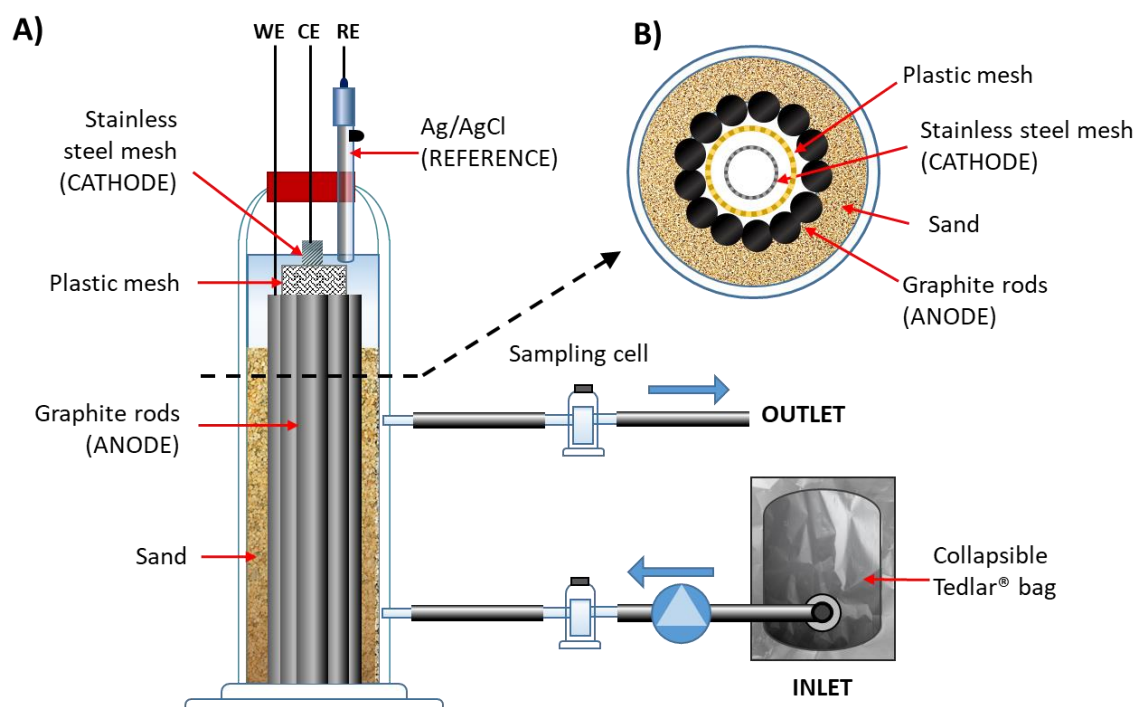 A)
WE CE RE
Stainless
steel mesh
(CATHODE)
Ag/AgCl
(REFERENCE)
Plastic mesh
Graphite rods
(ANODE)
Sand
B)
Plastic mesh
Stainless steel mesh
(CATHODE)
Sand
Graphite rods
(ANODE)
Sampling cell
OUTLET
Collapsible
Tedlar® bag
INLET